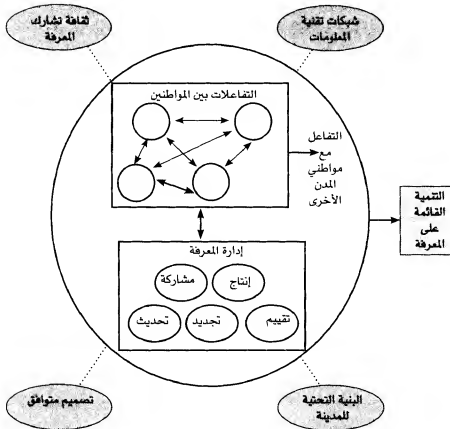 شبكات تقنية
المعلومات
ثقافة تشارك
المعرفة
التفاعلات بين المواطنين
التفاعل
مع
مواطني
المدن
الأخرى
التنمية
القائمة
على
المعرفة
إدارة المعرفة
إنتاج
مشاركة
تقييم
تجديد
تحديث
البنية التحتية
للمدينة
تصميم متوافق